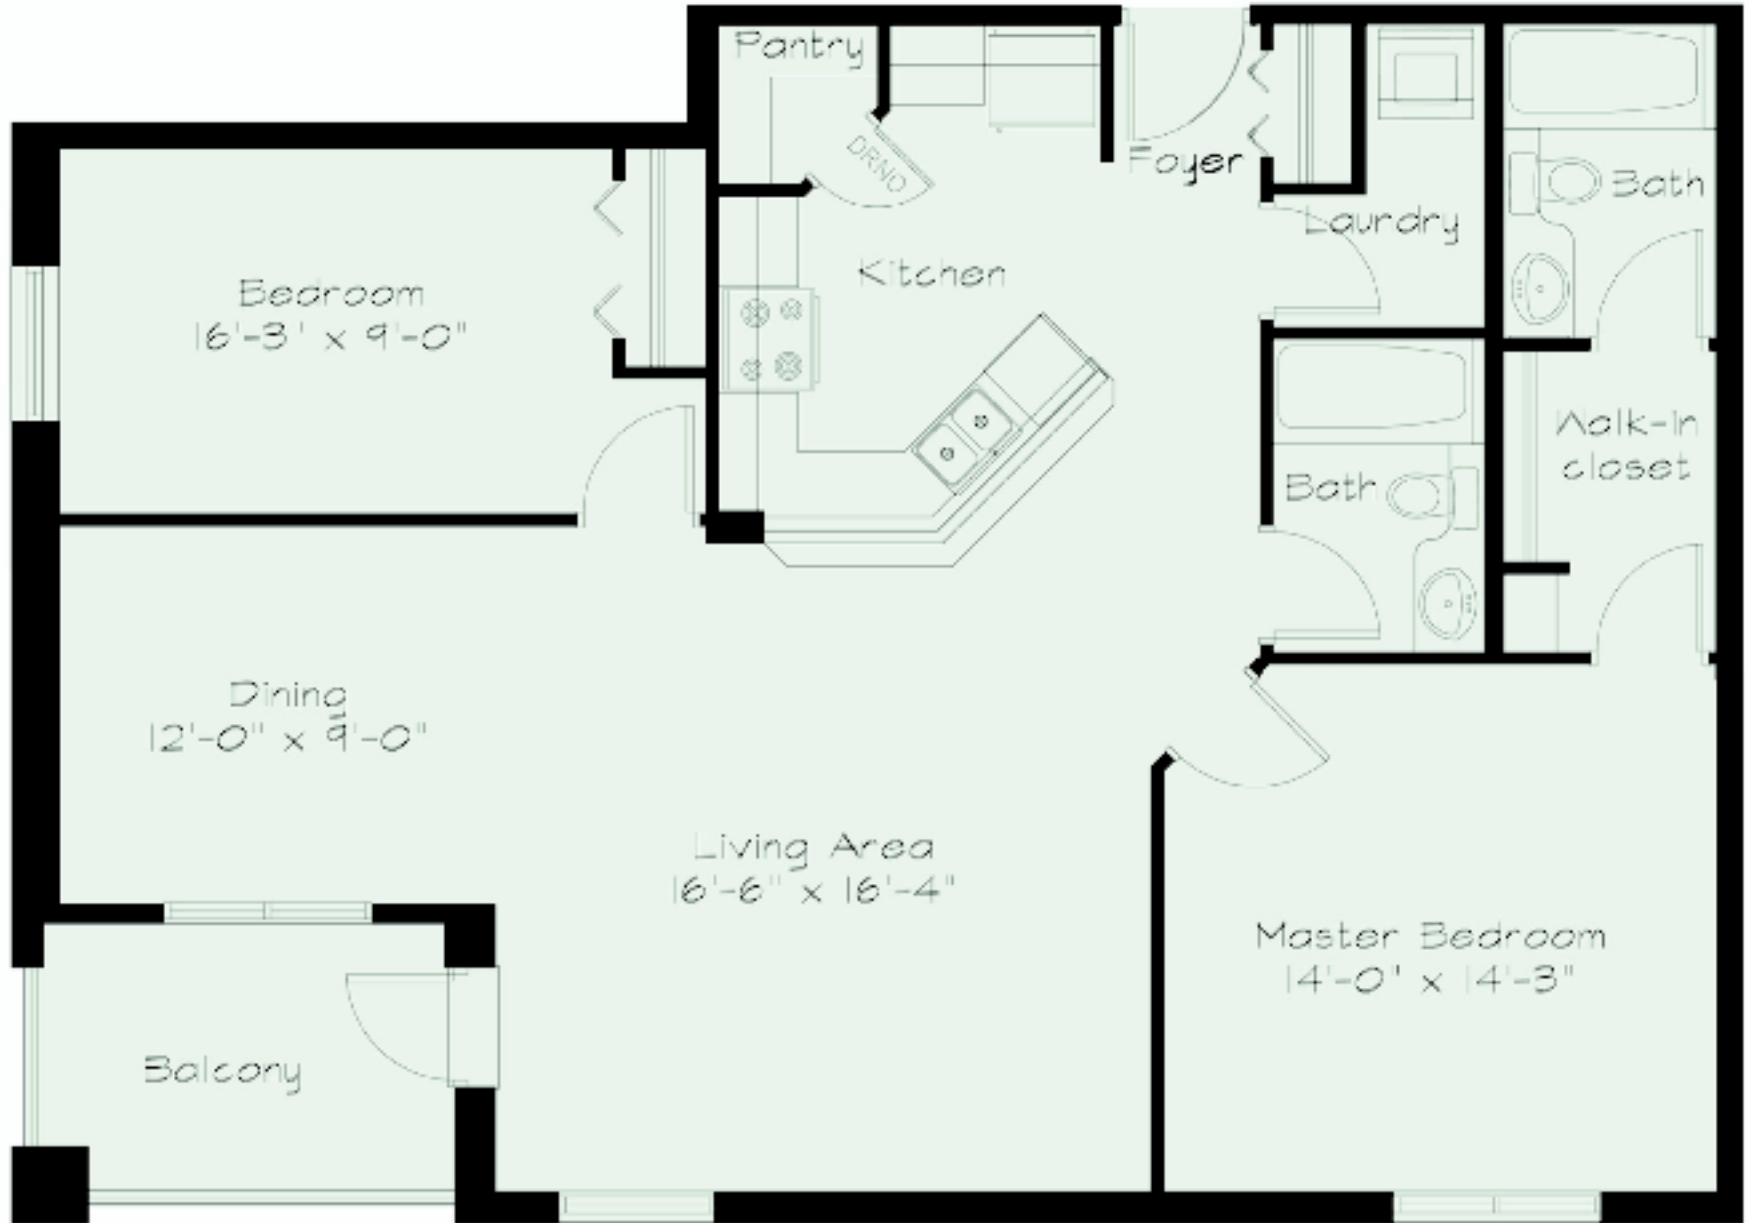 Pantry
DRNO
Foyer
Bath
Laundry
Kitchen
Bedroom
16'-3' x 9'-0"
Walk-in
closet
Bath
Dining
12'-0" x 9'-0"
Living Area
16'-6" x 16'-4"
Master Bedroom
14'-0" x 14'-3"
Balcony